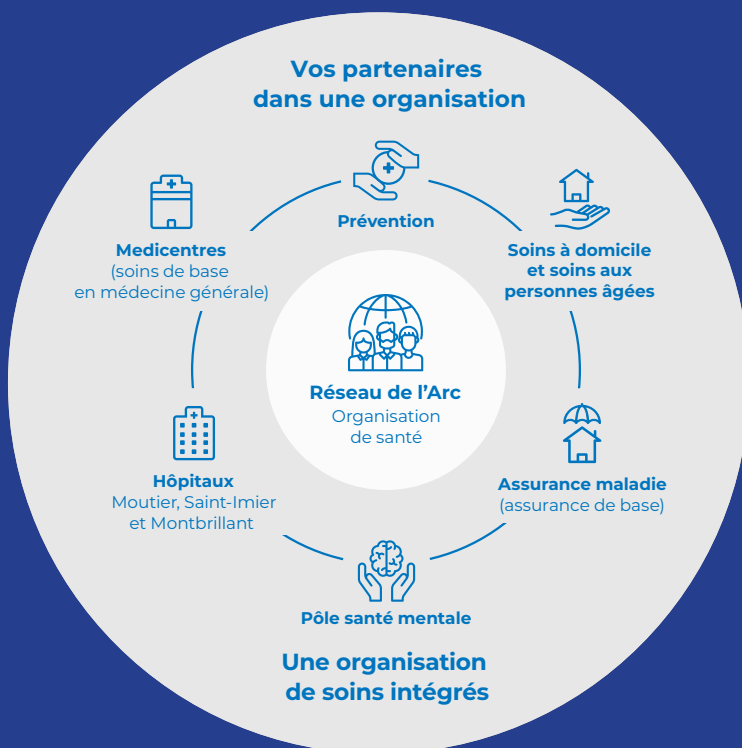 Vos partenaires
dans une organisation
Prévention
Medicentres
(soins de base
en médecine générale)
Soins à domicile
et soins aux
personnes âgées
Réseau de l’Arc
Organisation
de santé
Hôpitaux
Moutier, Saint-Imier
et Montbrillant
Assurance maladie
(assurance de base)
Pôle santé mentale
Une organisation
de soins intégrés